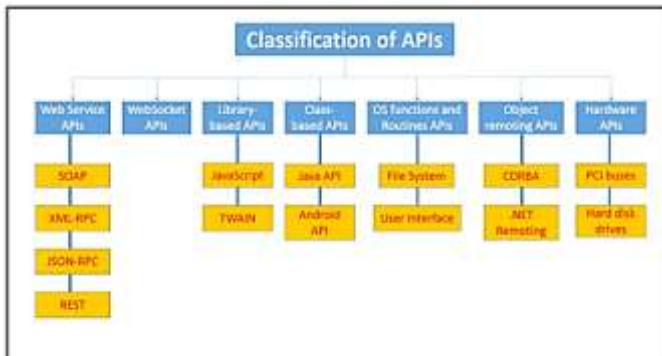 Classification of APIs
Web Service
APIs
WebSocket
APIs
Library-
based APIs
Class-
based APIs
OS functions and
Routines APIs
Object
remoting APIs
Hardware
APIs
SOAP
XML-RPC
JSON-RPC
REST
JavaScript
TWAIN
Java API
Android
API
File System
User Interface
CORBA
.NET
Remoting
PCI buses
Hard disk
drives